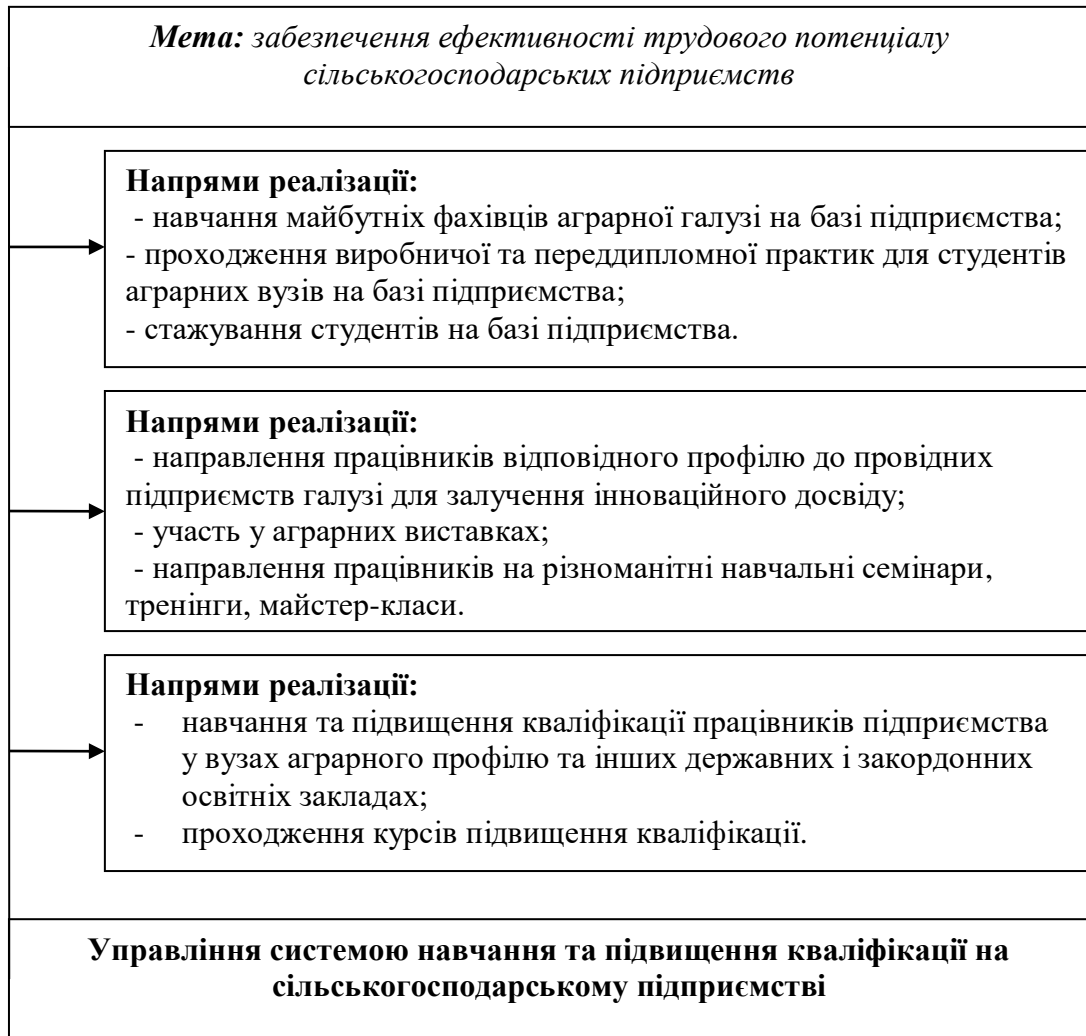 Мета: забезпечення ефективності трудового потенціалу
сільськогосподарських підприємств
Напрями реалізації:
- навчання майбутніх фахівців аграрної галузі на базі підприємства;
- проходження виробничої та переддипломної практик для студентів
аграрних вузів на базі підприємства;
- стажування студентів на базі підприємства.
Напрями реалізації:
- направлення працівників відповідного профілю до провідних
підприємств галузі для залучення інноваційного досвіду;
- участь у аграрних виставках;
- направлення працівників на різноманітні навчальні семінари,
тренінги, майстер-класи.
Напрями реалізації:
- навчання та підвищення кваліфікації працівників підприємства
у вузах аграрного профілю та інших державних і закордонних
освітніх закладах;
- проходження курсів підвищення кваліфікації.
Управління системою навчання та підвищення кваліфікації на
сільськогосподарському підприємстві